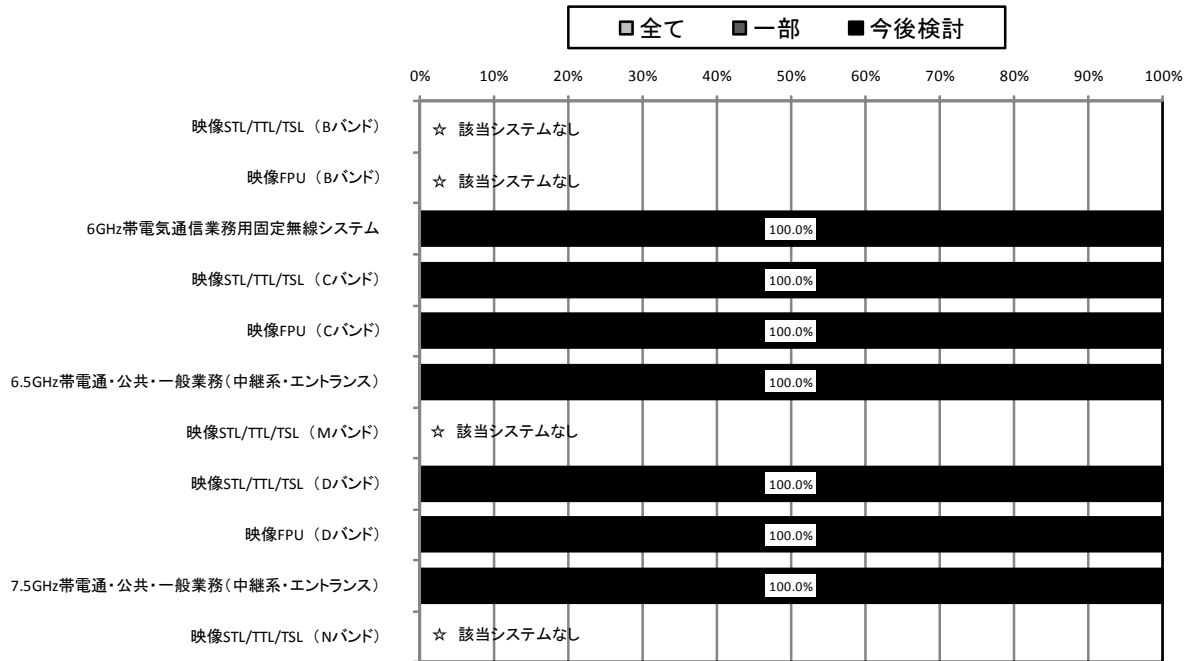 全て 一部 今後検討
0% 10% 20% 30% 40% 50% 60% 70% 80% 90% 100%
映像STL/TTL/TSL （Bバンド） ☆ 該当システムなし
映像FPU （Bバンド） ☆ 該当システムなし
6GHz帯電気通信業務用固定無線システム 100.0%
映像STL/TTL/TSL （Cバンド） 100.0%
映像FPU （Cバンド） 100.0%
6.5GHz帯電通・公共・一般業務（中継系・エントランス） 100.0%
映像STL/TTL/TSL （Mバンド） ☆ 該当システムなし
映像STL/TTL/TSL （Dバンド） 100.0%
映像FPU （Dバンド） 100.0%
7.5GHz帯電通・公共・一般業務（中継系・エントランス） 100.0%
映像STL/TTL/TSL （Nバンド） ☆ 該当システムなし